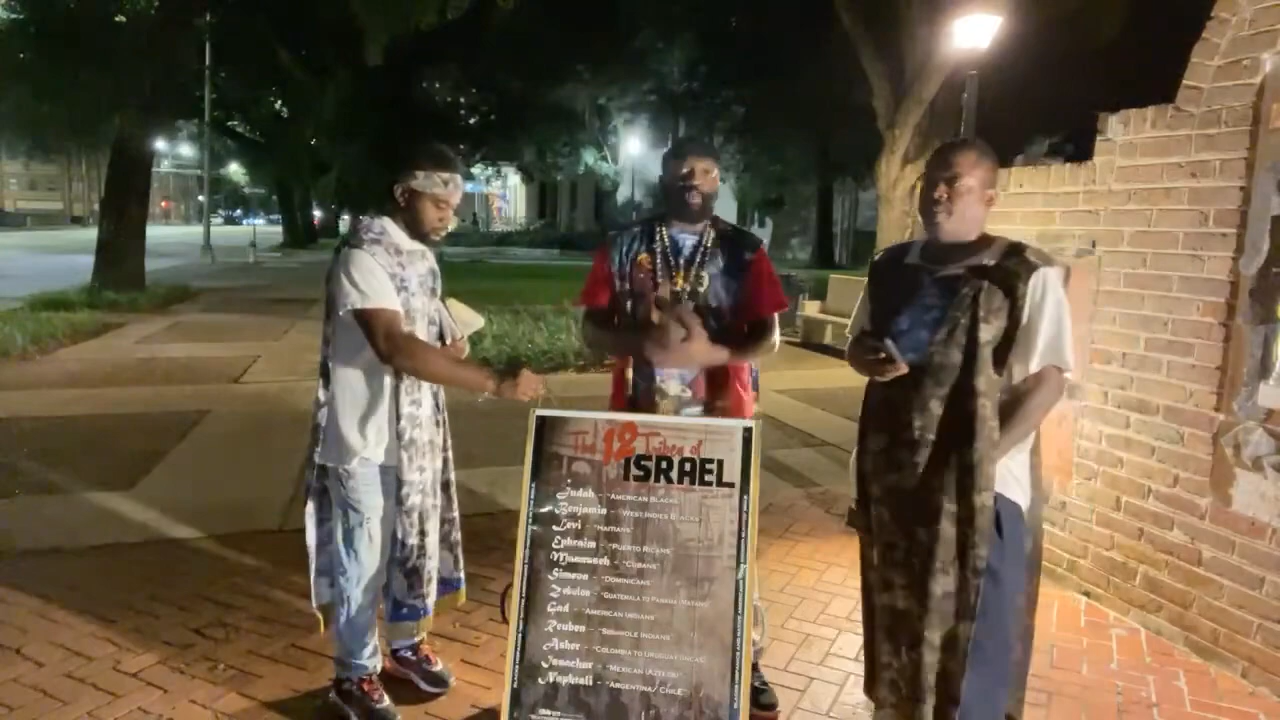 The 12 Tribes of
ISRAEL
Judah - "AMERICAN BLACKS"
Benjamin - "WEST INDIES BLACKS"
Levi - "HAITIANS"
Ephraim - "PUERTO RICANS"
Manasseh - "CUBANS"
Simeon - "DOMINICANS"
Zebulon - "GUATEMALA TO PANAMA (MAYAN)"
Gad - "AMERICAN INDIANS"
Reuben - "SEMINOLE INDIANS"
Asher - "COLOMBIA TO URUGUAY (INCAS)"
Issachar - "MEXICAN (AZTECS)"
Naphtali - "ARGENTINA/ CHILE"